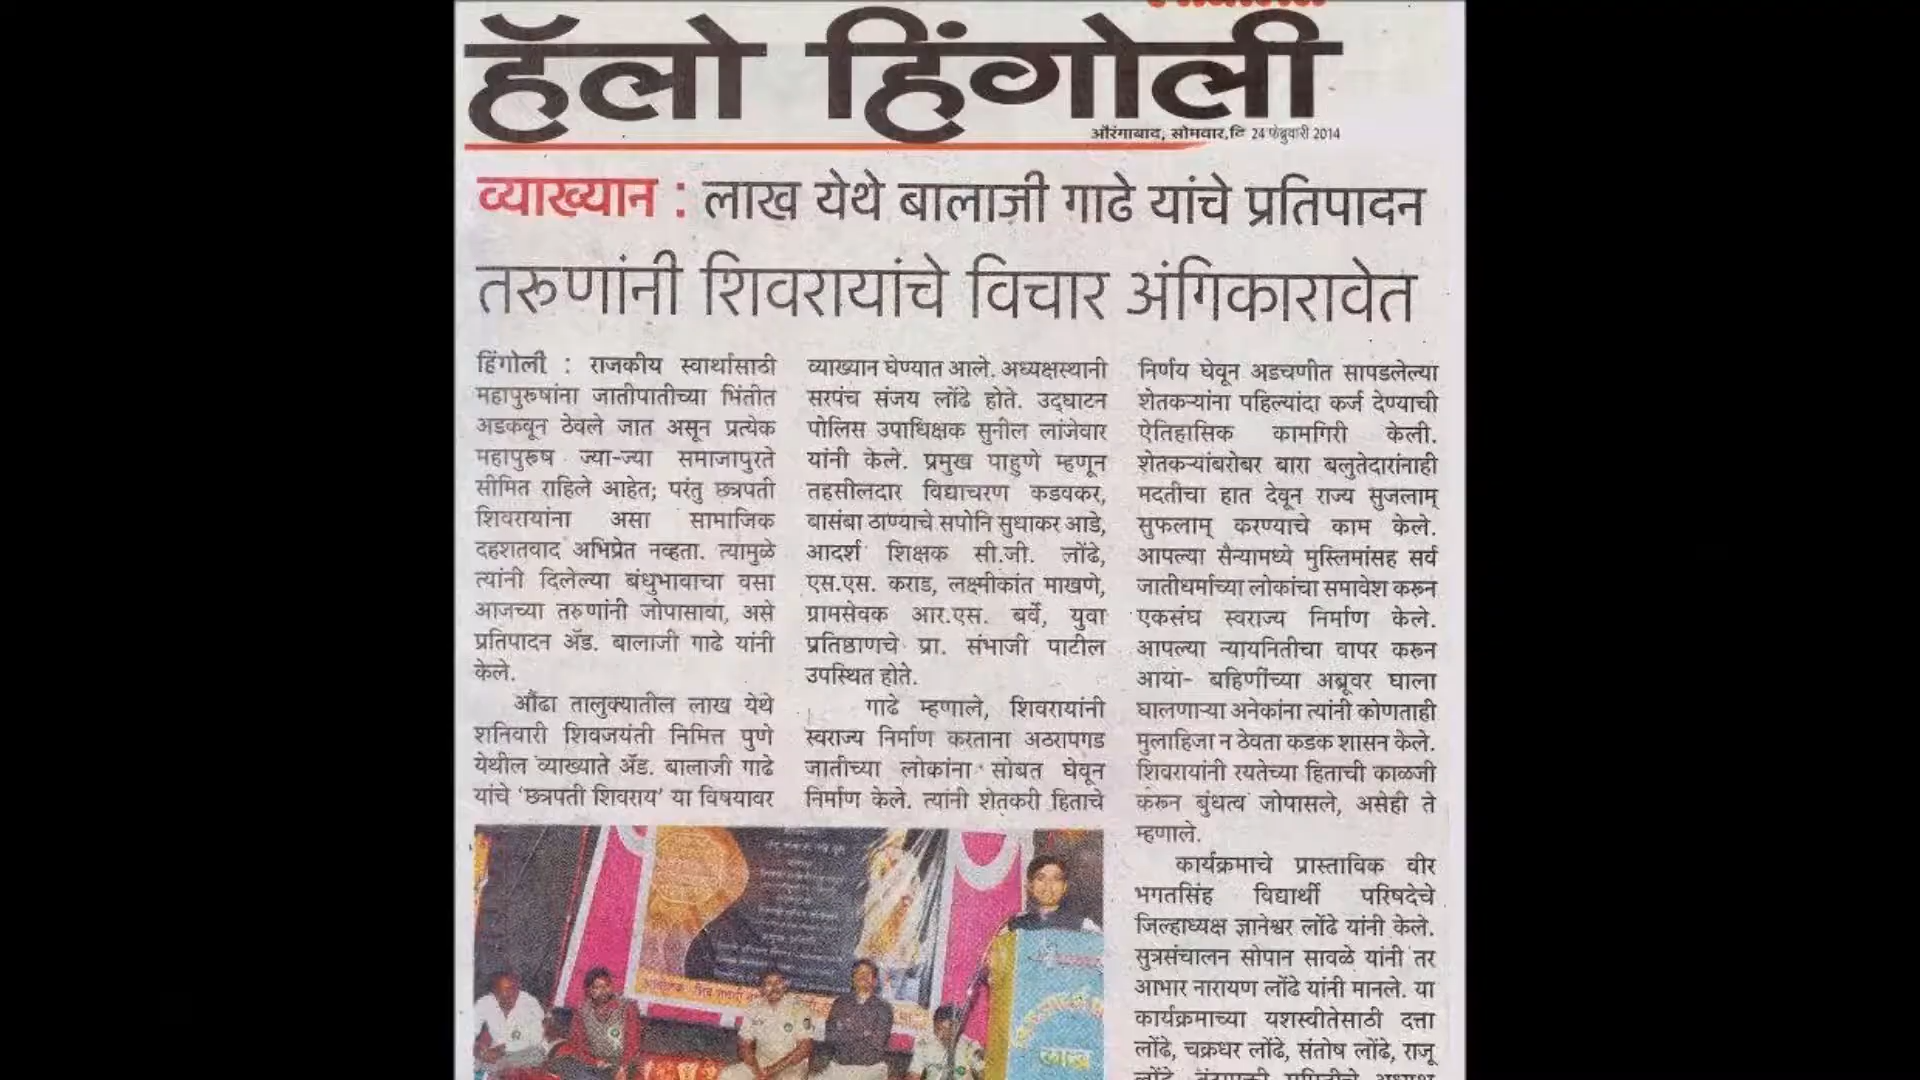 हॅलो हिंगोली
औरंगाबाद, सोमवार,दि 24 फेब्रुवारी 2014
व्याख्यान : लाख येथे बालाजी गाढे यांचे प्रतिपादन
तरुणांनी शिवरायांचे विचार अंगिकारावेत
हिंगोली : राजकीय स्वार्थासाठी
महापुरूषांना जातीपातीच्या भिंतीत
अडकवून ठेवले जात असून प्रत्येक
महापुरूष ज्या-ज्या समाजापुरते
सीमित राहिले आहेत; परंतु छत्रपती
शिवरायांना असा सामाजिक
दहशतवाद अभिप्रेत नव्हता. त्यामुळे
त्यांनी दिलेल्या बंधुभावाचा वसा
आजच्या तरुणांनी जोपासावा, असे
प्रतिपादन ॲड. बालाजी गाढे यांनी
केले.
औंढा तालुक्यातील लाख येथे
शनिवारी शिवजयंती निमित्त पुणे
येथील व्याख्याते ॲड. बालाजी गाढे
यांचे ‘छत्रपती शिवराय’ या विषयावर
व्याख्यान घेण्यात आले. अध्यक्षस्थानी
सरपंच संजय लोंढे होते. उद्घाटन
पोलिस उपाधिक्षक सुनील लांजेवार
यांनी केले. प्रमुख पाहुणे म्हणून
तहसीलदार विद्याचरण कडवकर,
बासंबा ठाण्याचे सपोनि सुधाकर आडे,
आदर्श शिक्षक सी.जी. लोंढे,
एस.एस. कराड, लक्ष्मीकांत माखणे,
ग्रामसेवक आर.एस. बर्वे, युवा
प्रतिष्ठाणचे प्रा. संभाजी पाटील
उपस्थित होते.
गाढे म्हणाले, शिवरायांनी
स्वराज्य निर्माण करताना अठरापगड
जातीच्या लोकांना सोबत घेवून
निर्माण केले. त्यांनी शेतकरी हिताचे
निर्णय घेवून अडचणीत सापडलेल्या
शेतकऱ्यांना पहिल्यांदा कर्ज देण्याची
ऐतिहासिक कामगिरी केली.
शेतकऱ्यांबरोबर बारा बलुतेदारांनाही
मदतीचा हात देवून राज्य सुजलाम्
सुफलाम् करण्याचे काम केले.
आपल्या सैन्यामध्ये मुस्लिमांसह सर्व
जातीधर्माच्या लोकांचा समावेश करून
एकसंघ स्वराज्य निर्माण केले.
आपल्या न्यायनितीचा वापर करून
आया- बहिणींच्या अब्रूवर घाला
घालणाऱ्या अनेकांना त्यांनी कोणताही
मुलाहिजा न ठेवता कडक शासन केले.
शिवरायांनी रयतेच्या हिताची काळजी
करून बुंधत्व जोपासले, असेही ते
म्हणाले.
कार्यक्रमाचे प्रास्ताविक वीर
भगतसिंह विद्यार्थी परिषदेचे
जिल्हाध्यक्ष ज्ञानेश्वर लोंढे यांनी केले.
सुत्रसंचालन सोपान सावळे यांनी तर
आभार नारायण लोंढे यांनी मानले. या
कार्यक्रमाच्या यशस्वीतेसाठी दत्ता
लोंढे, चक्रधर लोंढे, संतोष लोंढे, राजू
लाख